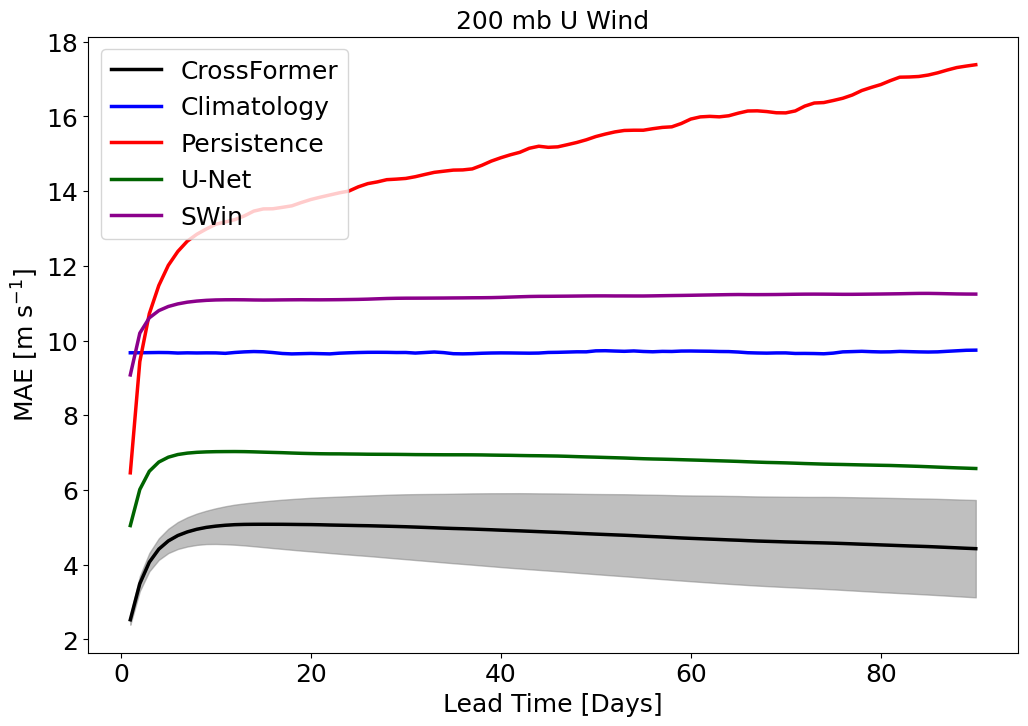 200 mb U Wind
CrossFormer
Climatology
Persistence
U-Net
SWin
MAE [m s⁻¹]
18
16
14
12
10
8
6
4
2
0 20 40 60 80
Lead Time [Days]